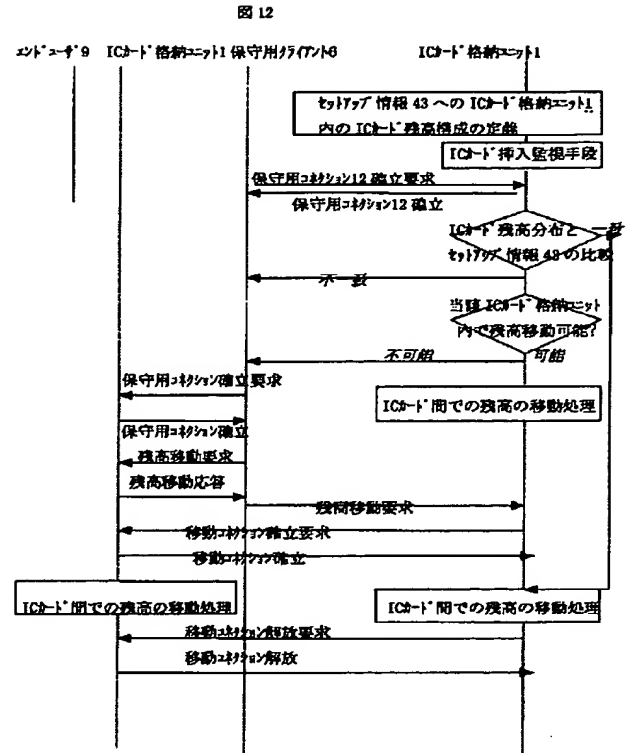 図 12
エンドユーザ9 ICカード格納ユニット1 保守用クライアント6 ICカード格納ユニット1
セットアップ情報 43 への ICカード格納ユニット1
内の ICカード残高構成の定義
ICカード挿入監視手段
保守用コネクション12 確立要求
保守用コネクション12 確立
ICカード残高分布と
セットアップ情報 43 の比較
一致
不一致
当該 ICカード格納ユニット
内で残高移動可能?
不可能
可能
保守用コネクション確立要求
ICカード間での残高の移動処理
保守用コネクション確立
残高移動要求
残高移動応答
残高移動要求
移動コネクション確立要求
移動コネクション確立
ICカード間での残高の移動処理
ICカード間での残高の移動処理
移動コネクション解放要求
移動コネクション解放